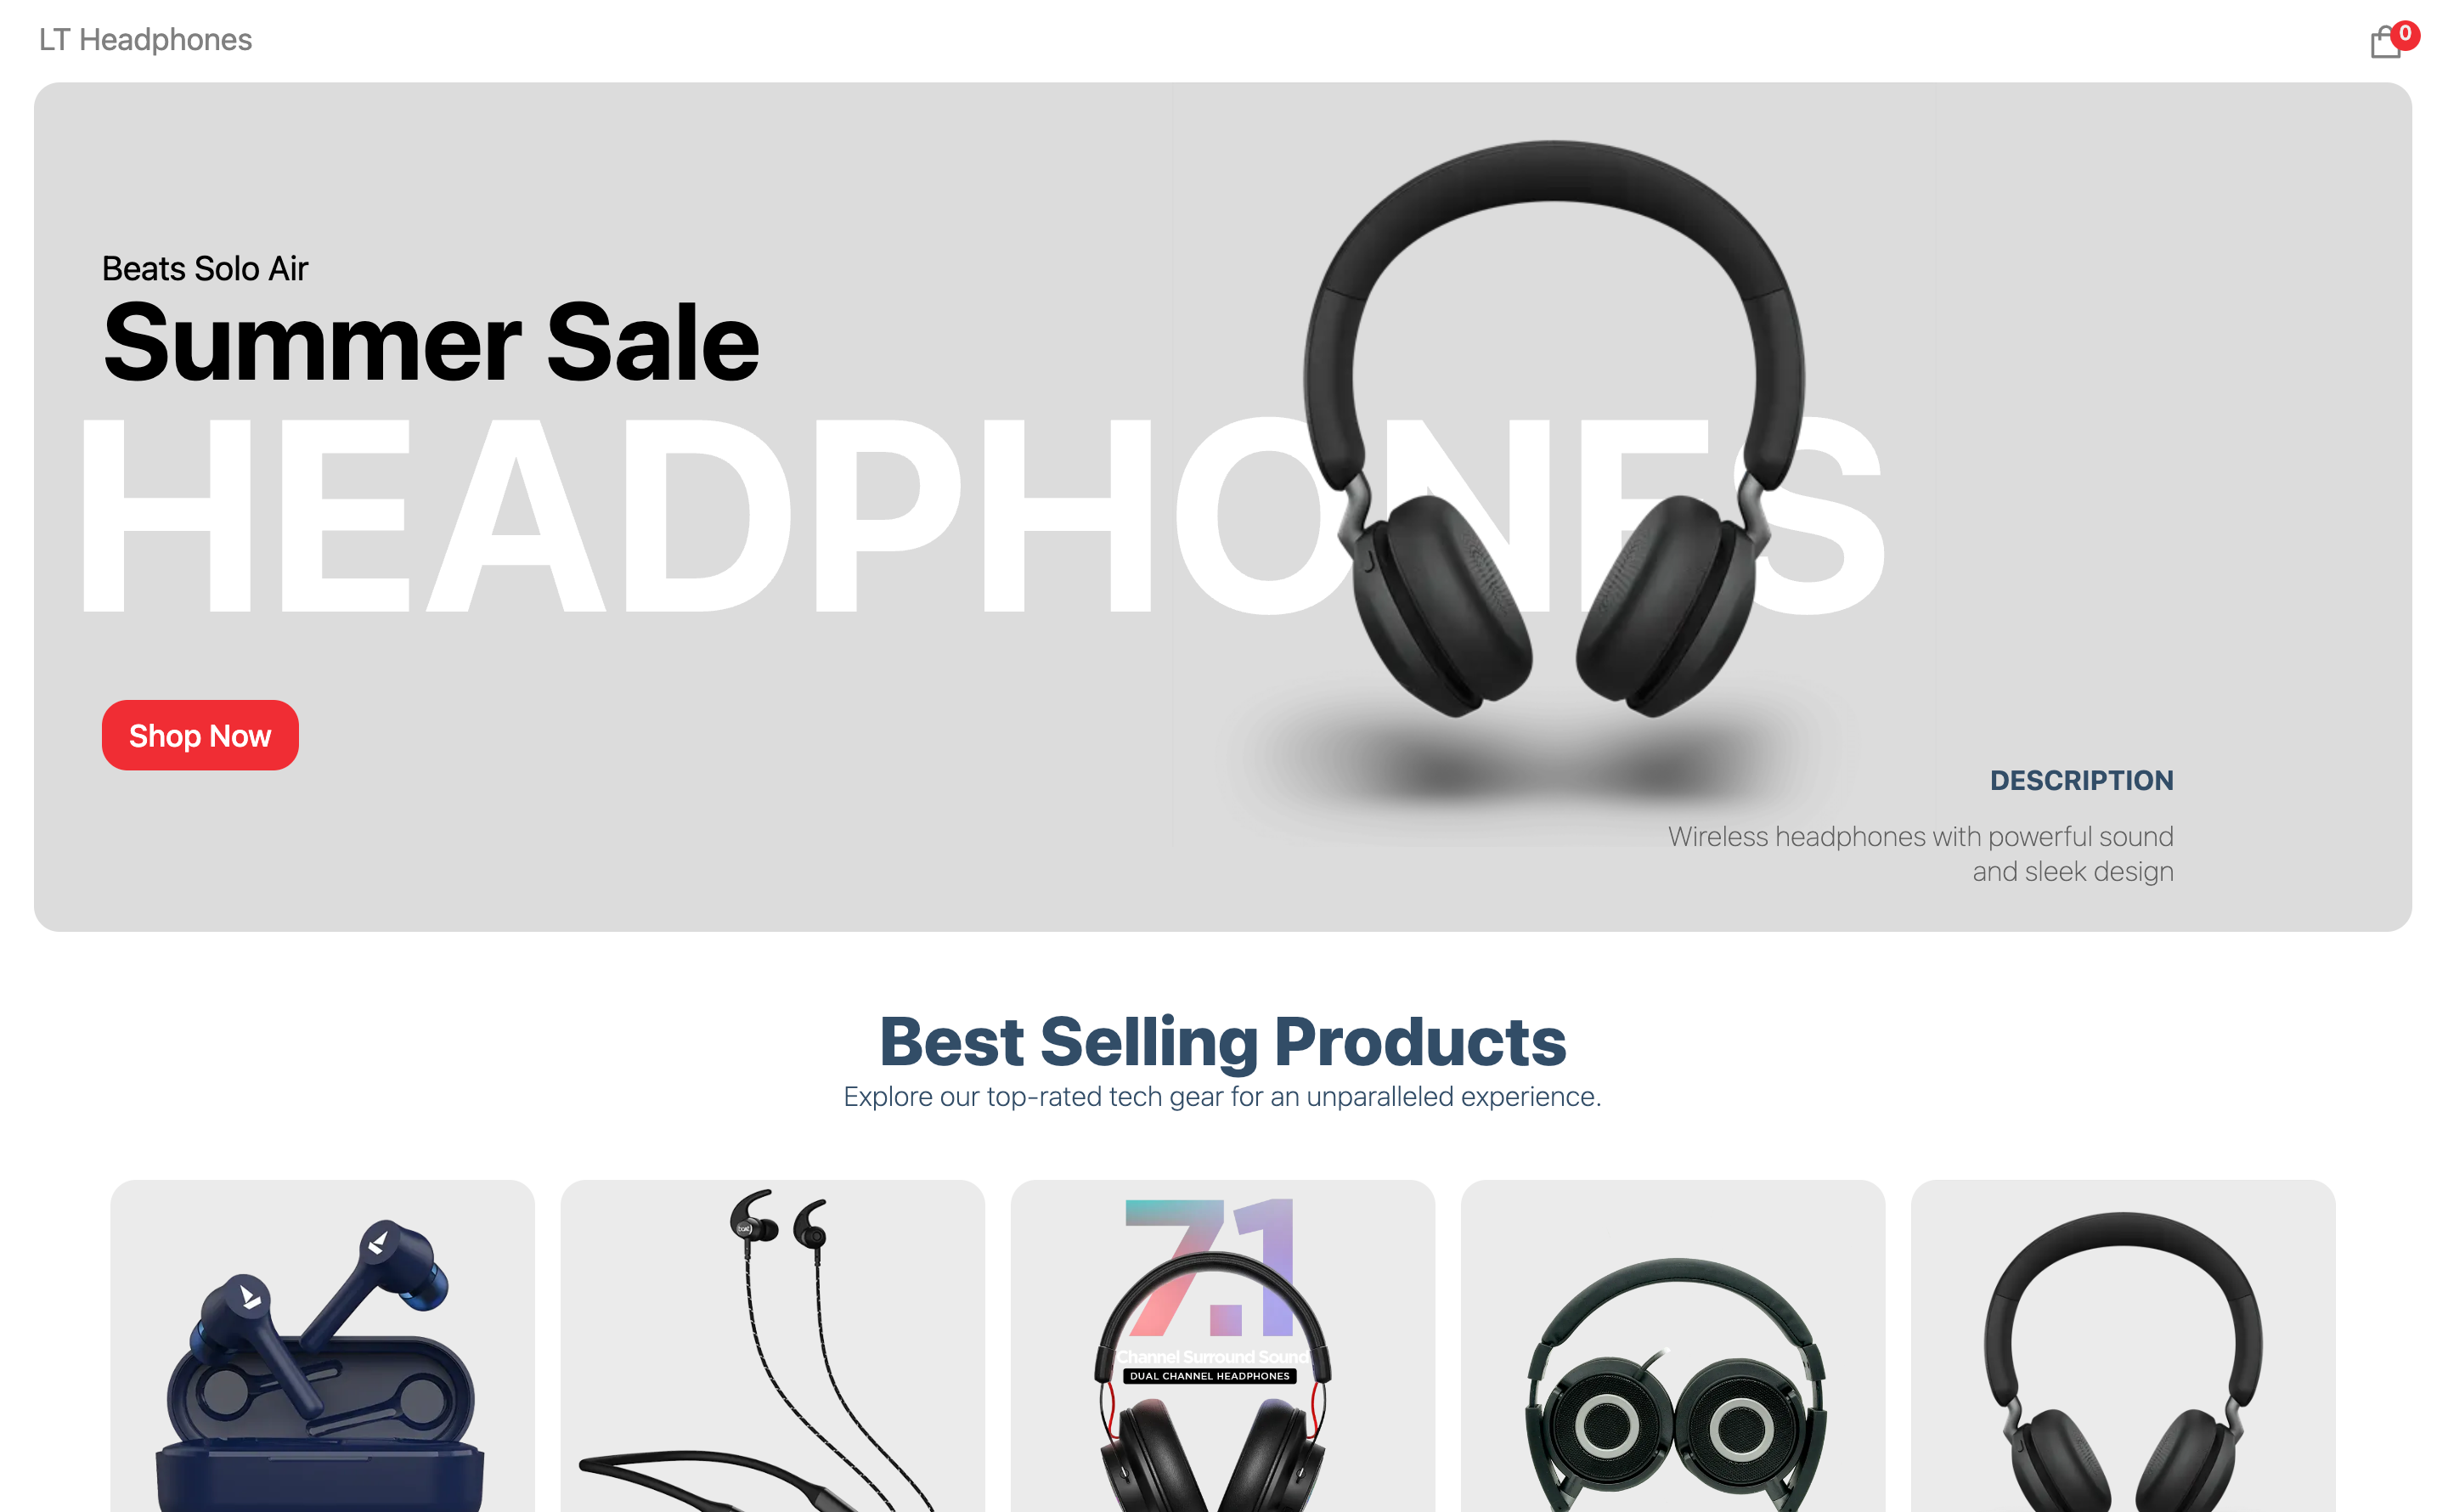 LT Headphones
0
Beats Solo Air
Summer Sale
HEADPHONES
Shop Now
DESCRIPTION
Wireless headphones with powerful sound
and sleek design
Best Selling Products
Explore our top-rated tech gear for an unparalleled experience.
boAt
7.1
Channel Surround Sound
DUAL CHANNEL HEADPHONES